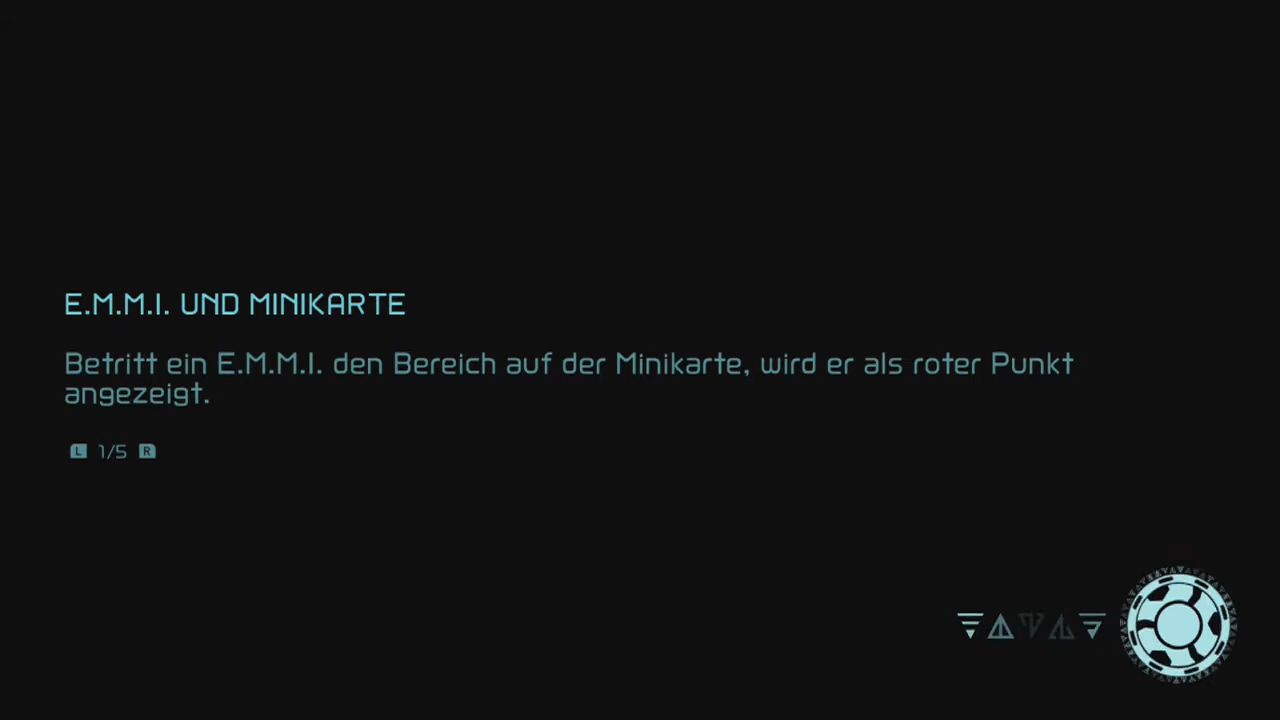 E.M.M.I. UND MINIKARTE
Betritt ein E.M.M.I. den Bereich auf der Minikarte, wird er als roter Punkt
angezeigt.
L 1/5 R